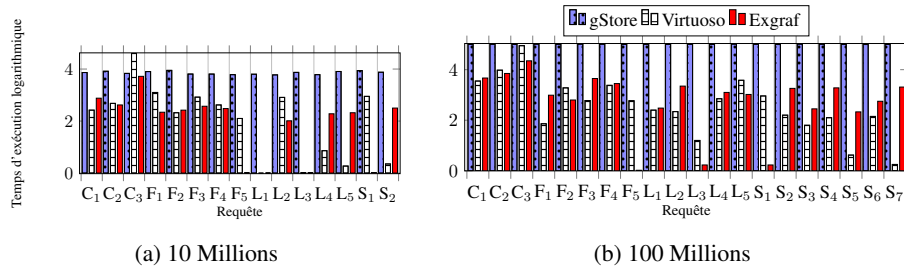 gStore Virtuoso Exgraf
Temps d'exécution logarithmique
4
2
0
C1 C2 C3 F1 F2 F3 F4 F5 L1 L2 L3 L4 L5 S1 S2
Requête
(a) 10 Millions
4
2
0
C1 C2 C3 F1 F2 F3 F4 F5 L1 L2 L3 L4 L5 S1 S2 S3 S4 S5 S6 S7
Requête
(b) 100 Millions